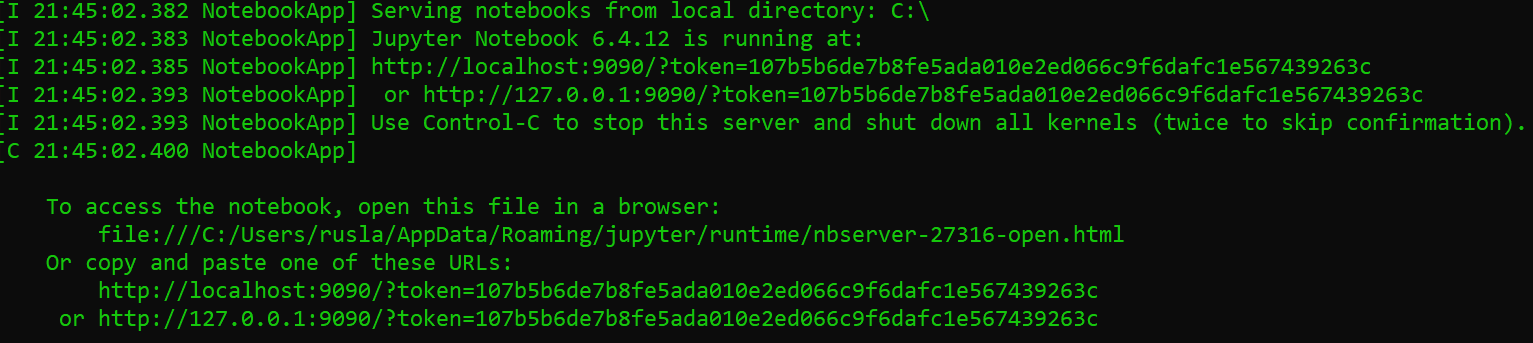 [I 21:45:02.382 NotebookApp] Serving notebooks from local directory: C:\
[I 21:45:02.383 NotebookApp] Jupyter Notebook 6.4.12 is running at:
[I 21:45:02.385 NotebookApp] http://localhost:9090/?token=107b5b6de7b8fe5ada010e2ed066c9f6dafc1e567439263c
[I 21:45:02.393 NotebookApp]  or http://127.0.0.1:9090/?token=107b5b6de7b8fe5ada010e2ed066c9f6dafc1e567439263c
[I 21:45:02.393 NotebookApp] Use Control-C to stop this server and shut down all kernels (twice to skip confirmation).
[C 21:45:02.400 NotebookApp]
To access the notebook, open this file in a browser:
file:///C:/Users/rusla/AppData/Roaming/jupyter/runtime/nbserver-27316-open.html
Or copy and paste one of these URLs:
http://localhost:9090/?token=107b5b6de7b8fe5ada010e2ed066c9f6dafc1e567439263c
or http://127.0.0.1:9090/?token=107b5b6de7b8fe5ada010e2ed066c9f6dafc1e567439263c